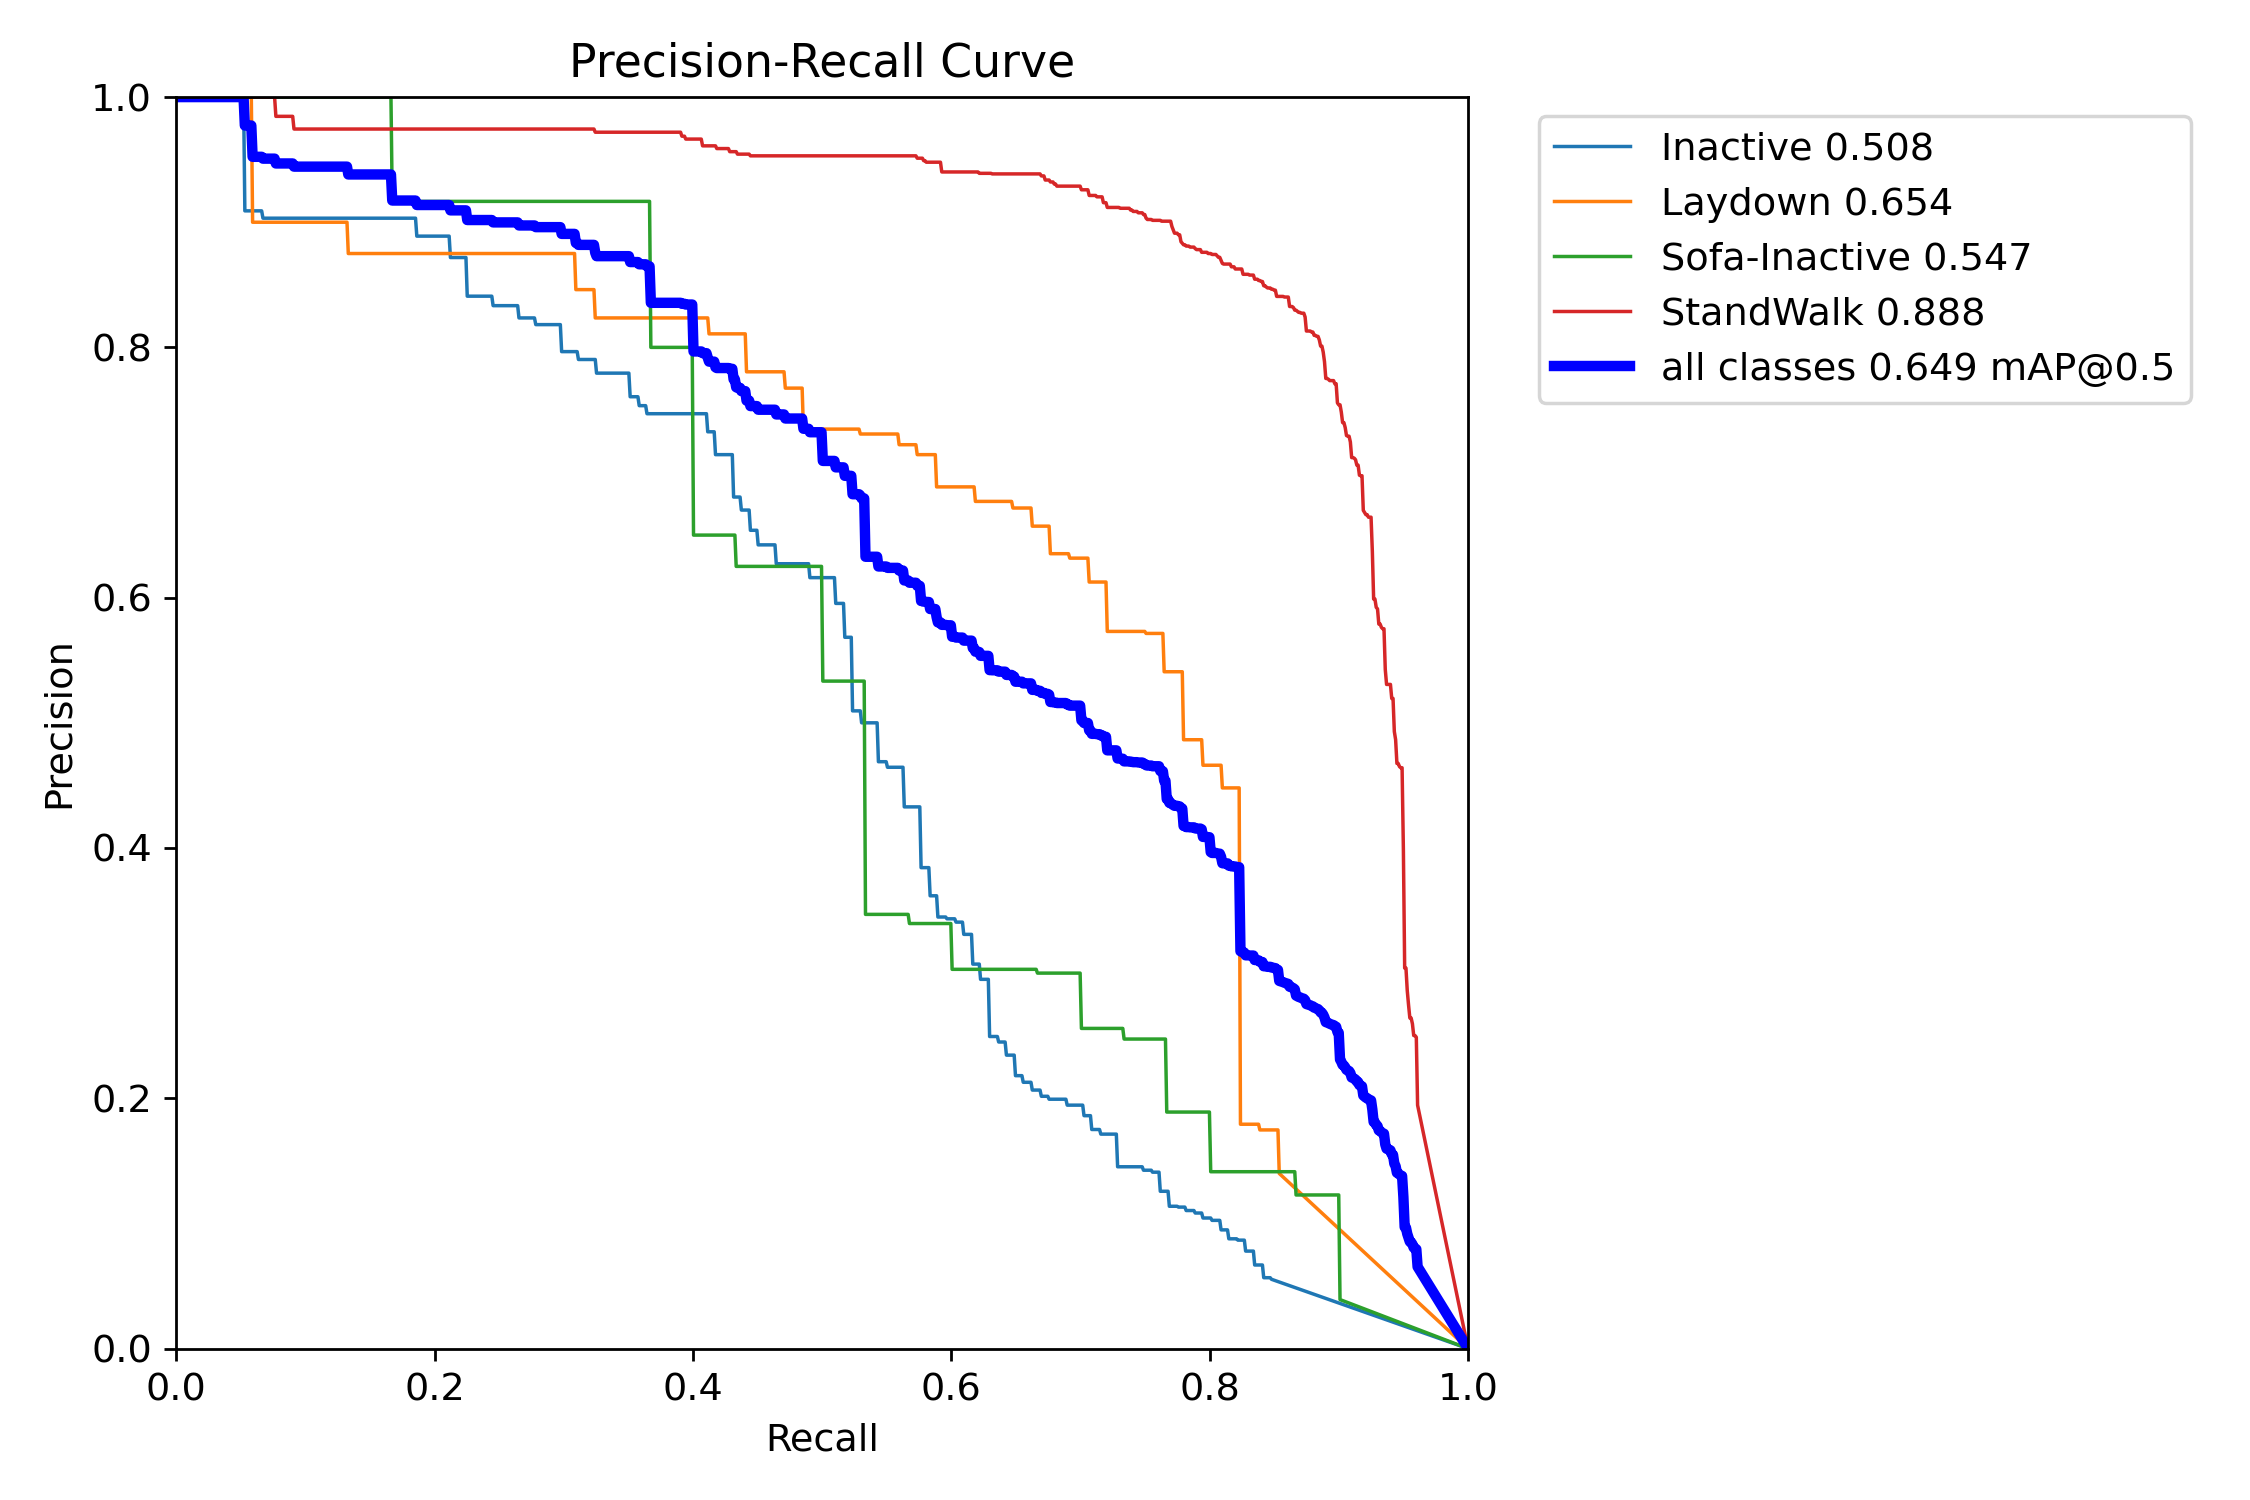 Precision-Recall Curve
1.0
0.8
0.6
0.4
0.2
0.0
Precision
0.0 0.2 0.4 0.6 0.8 1.0
Recall
Inactive 0.508
Laydown 0.654
Sofa-Inactive 0.547
StandWalk 0.888
all classes 0.649 mAP@0.5